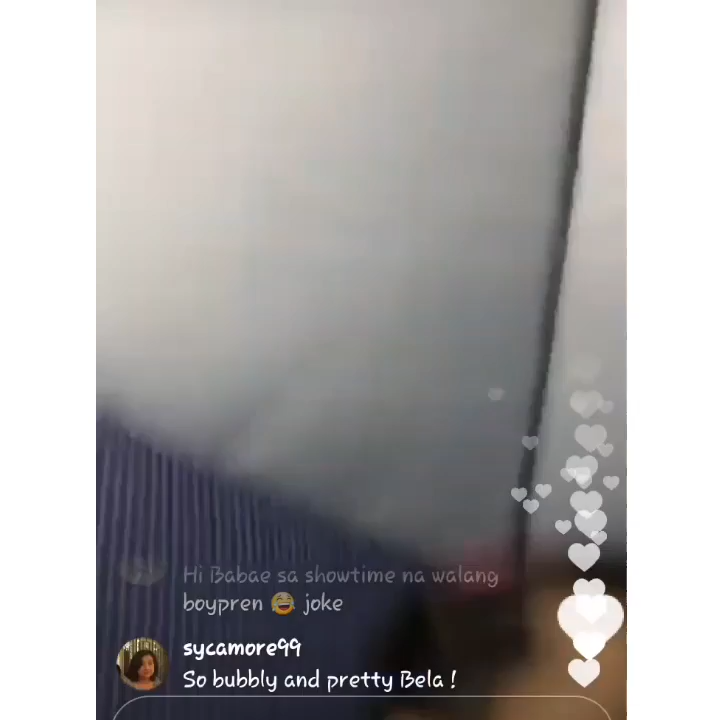 Hi Babae sa showtime na walang
boypren 😂 joke
sycamore99
So bubbly and pretty Bela !